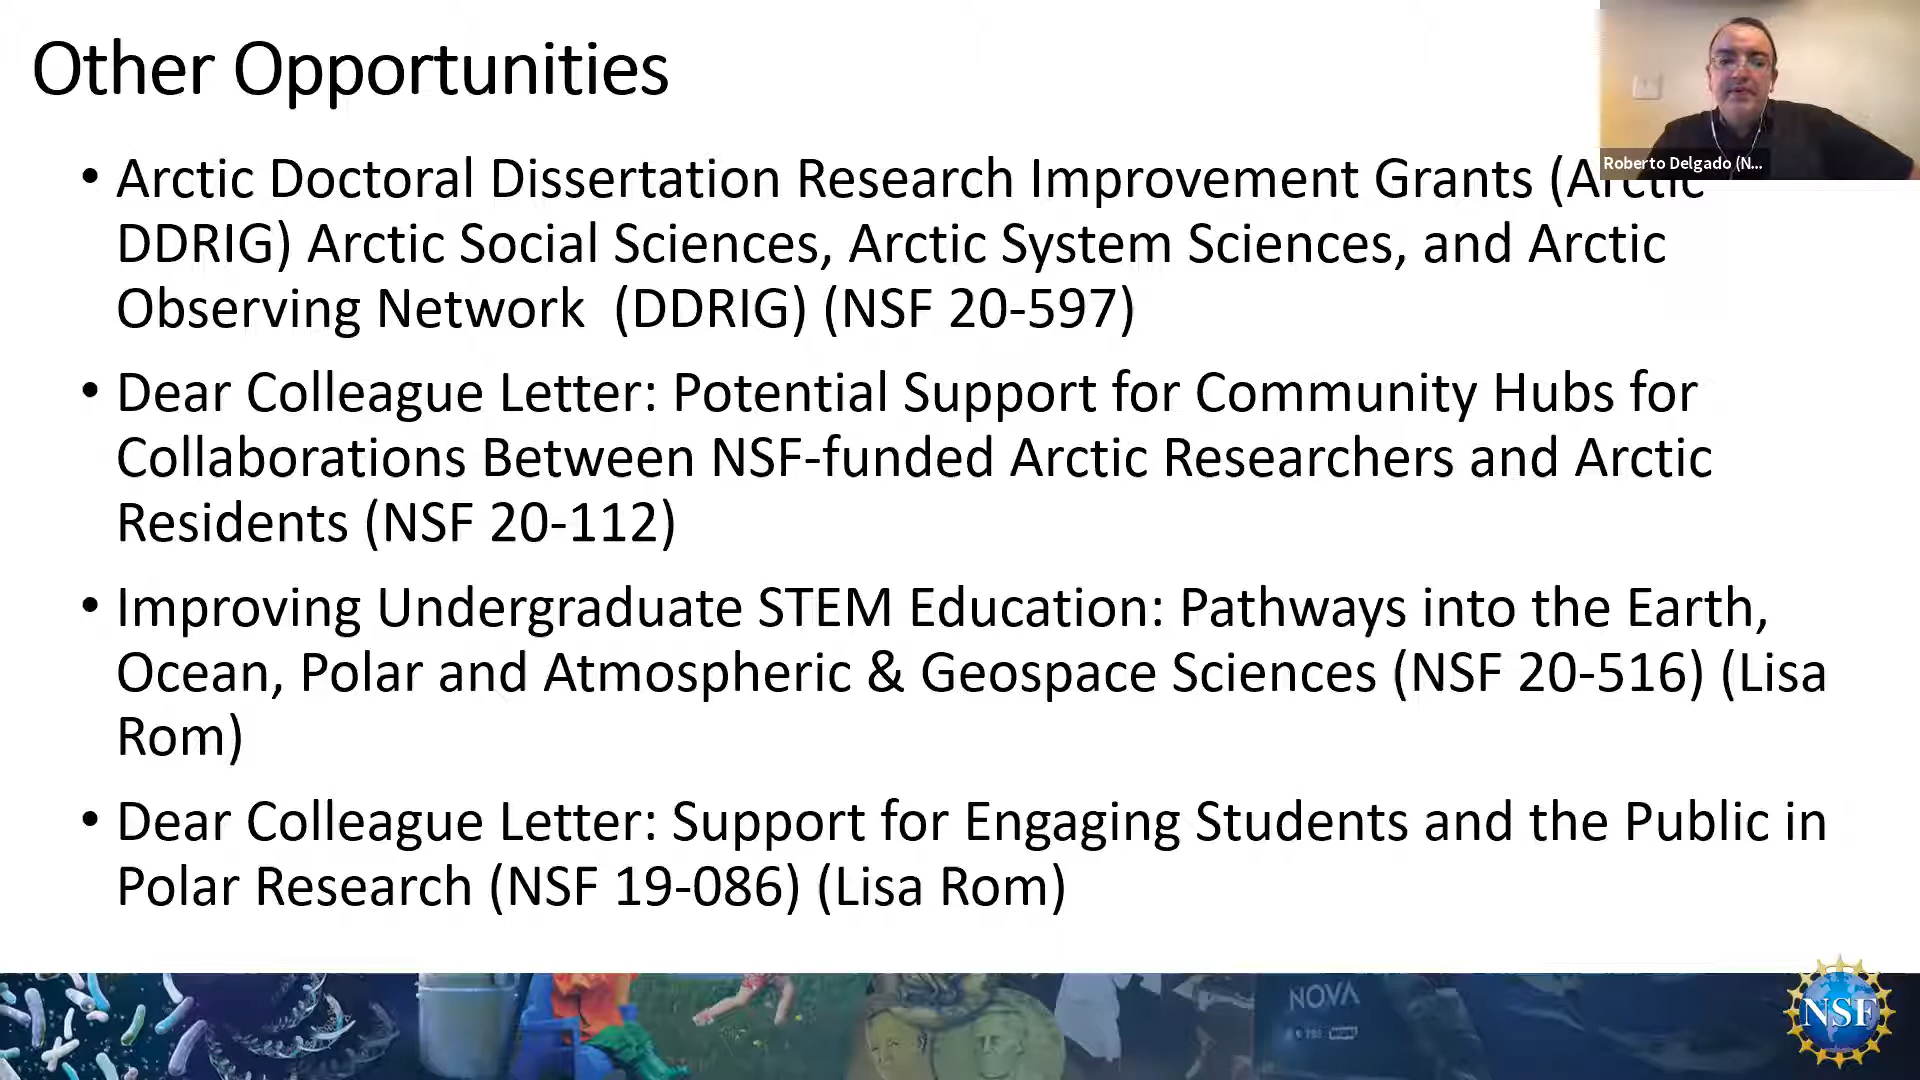 Other Opportunities
Roberto Delgado (N...
• Arctic Doctoral Dissertation Research Improvement Grants (Arctic
DDRIG) Arctic Social Sciences, Arctic System Sciences, and Arctic
Observing Network (DDRIG) (NSF 20-597)
• Dear Colleague Letter: Potential Support for Community Hubs for
Collaborations Between NSF-funded Arctic Researchers and Arctic
Residents (NSF 20-112)
• Improving Undergraduate STEM Education: Pathways into the Earth,
Ocean, Polar and Atmospheric & Geospace Sciences (NSF 20-516) (Lisa
Rom)
• Dear Colleague Letter: Support for Engaging Students and the Public in
Polar Research (NSF 19-086) (Lisa Rom)
NOVA
NSF